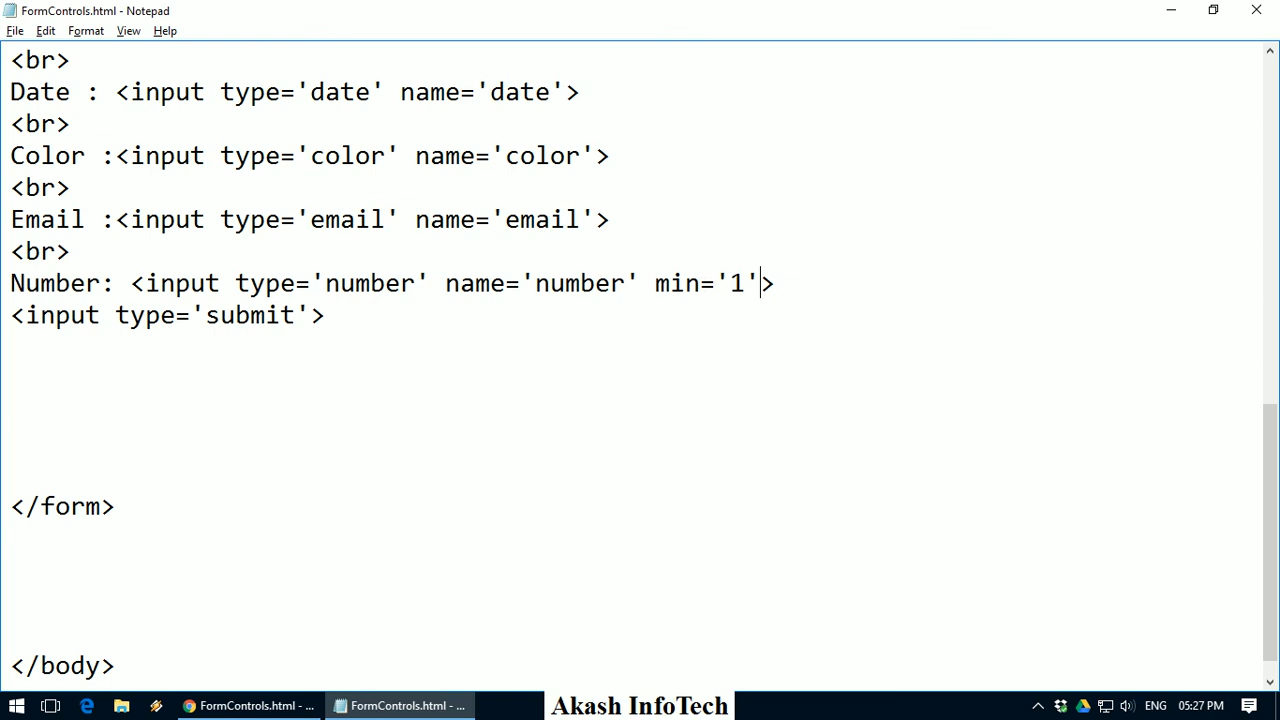 FormControls.html - Notepad
File Edit Format View Help
<br>
Date : <input type='date' name='date'>
<br>
Color :<input type='color' name='color'>
<br>
Email :<input type='email' name='email'>
<br>
Number: <input type='number' name='number' min='1'>
<input type='submit'>
</form>
</body>
FormControls.html - ... FormControls.html - ... Akash InfoTech ENG 05:27 PM